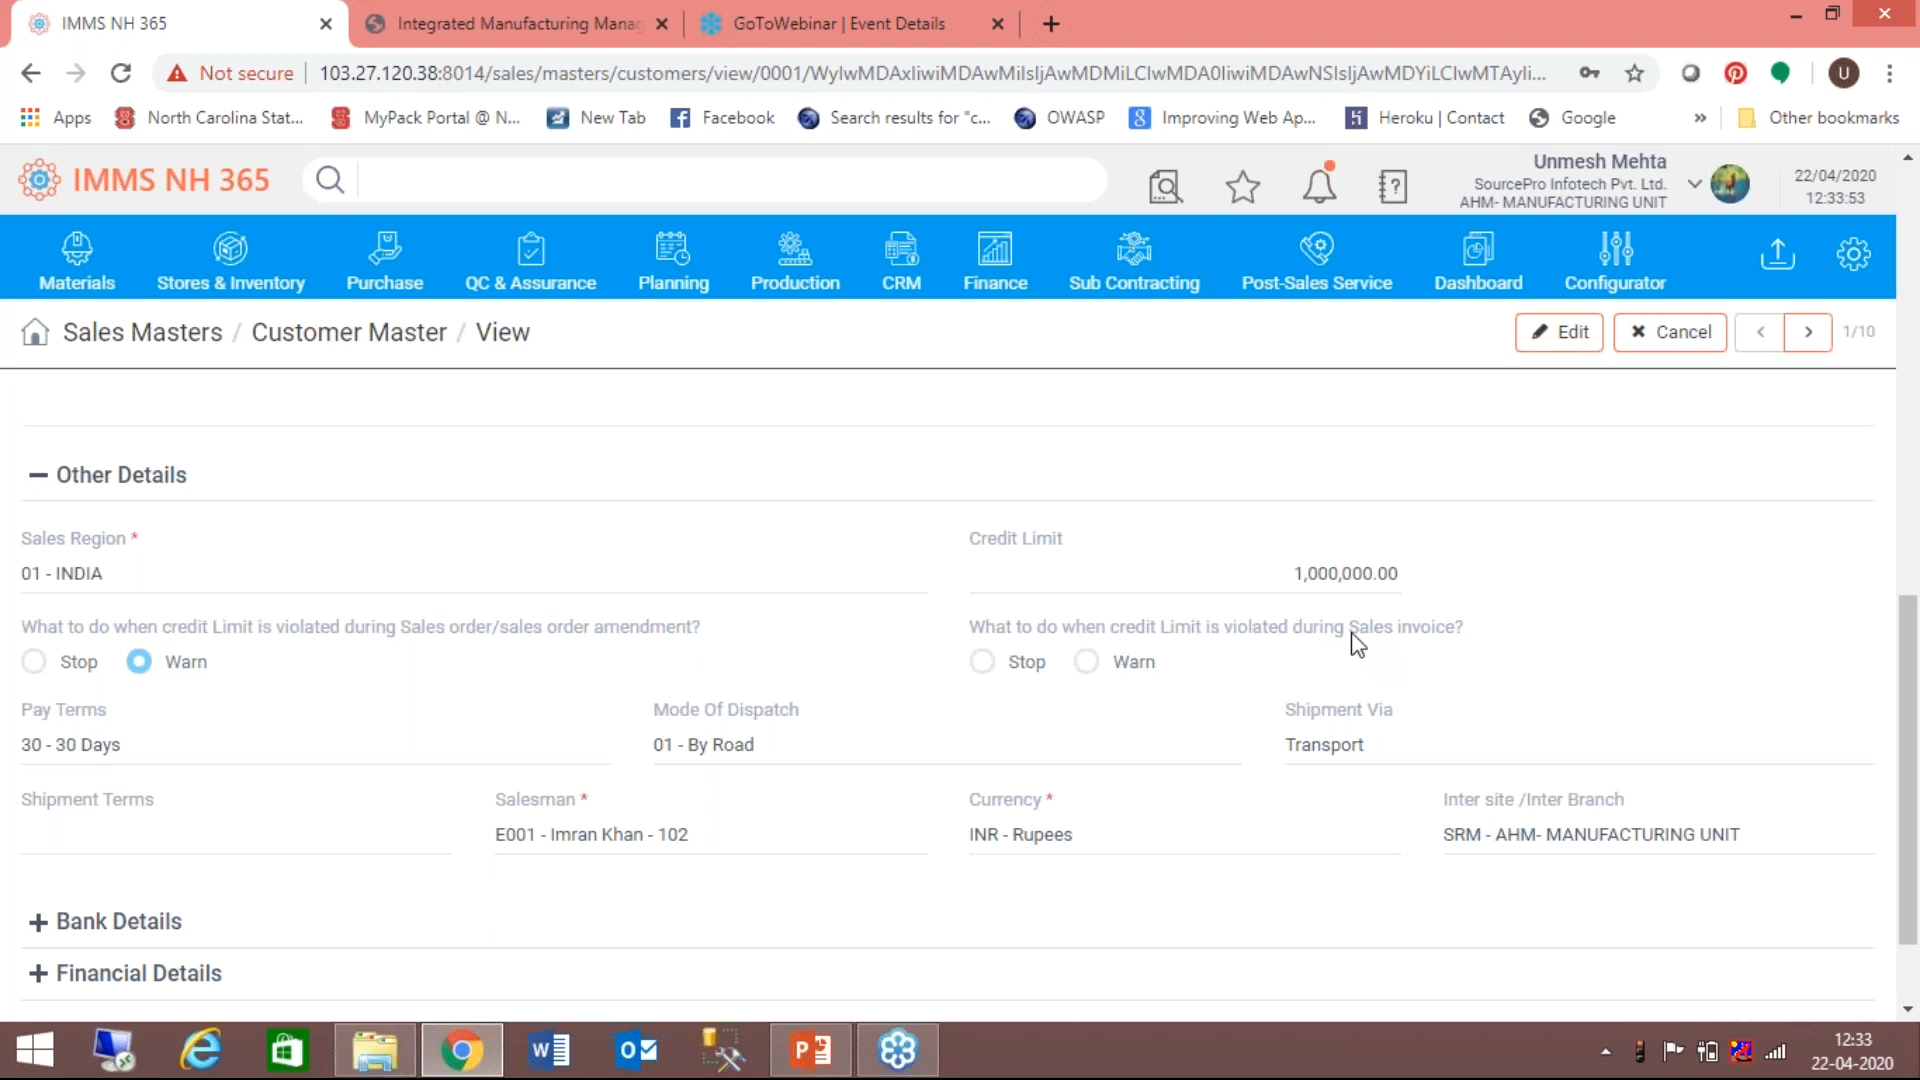 IMMS NH 365
Integrated Manufacturing Mana
GoToWebinar | Event Details
Not secure
103.27.120.38:8014/sales/masters/customers/view/0001/
Apps
North Carolina Stat...
MyPack Portal @ N...
New Tab
Facebook
Search results for "c...
OWASP
Improving Web Ap...
Heroku | Contact
Google
»
Other bookmarks
U
IMMS NH 365
Unmesh Mehta
SourcePro Infotech Pvt. Ltd.
AHM- MANUFACTURING UNIT
22/04/2020
12:33:53
Materials
Stores & Inventory
Purchase
QC & Assurance
Planning
Production
CRM
Finance
Sub Contracting
Post-Sales Service
Dashboard
Configurator
Sales Masters / Customer Master / View
Edit
Cancel
1/10
Other Details
Sales Region *
01 - INDIA
Credit Limit
1,000,000.00
What to do when credit Limit is violated during Sales order/sales order amendment?
Stop
Warn
What to do when credit Limit is violated during Sales invoice?
Stop
Warn
Pay Terms
30 - 30 Days
Mode Of Dispatch
01 - By Road
Shipment Via
Transport
Shipment Terms
Salesman *
E001 - Imran Khan - 102
Currency *
INR - Rupees
Inter site /Inter Branch
SRM - AHM- MANUFACTURING UNIT
Bank Details
Financial Details
12:33
22-04-2020